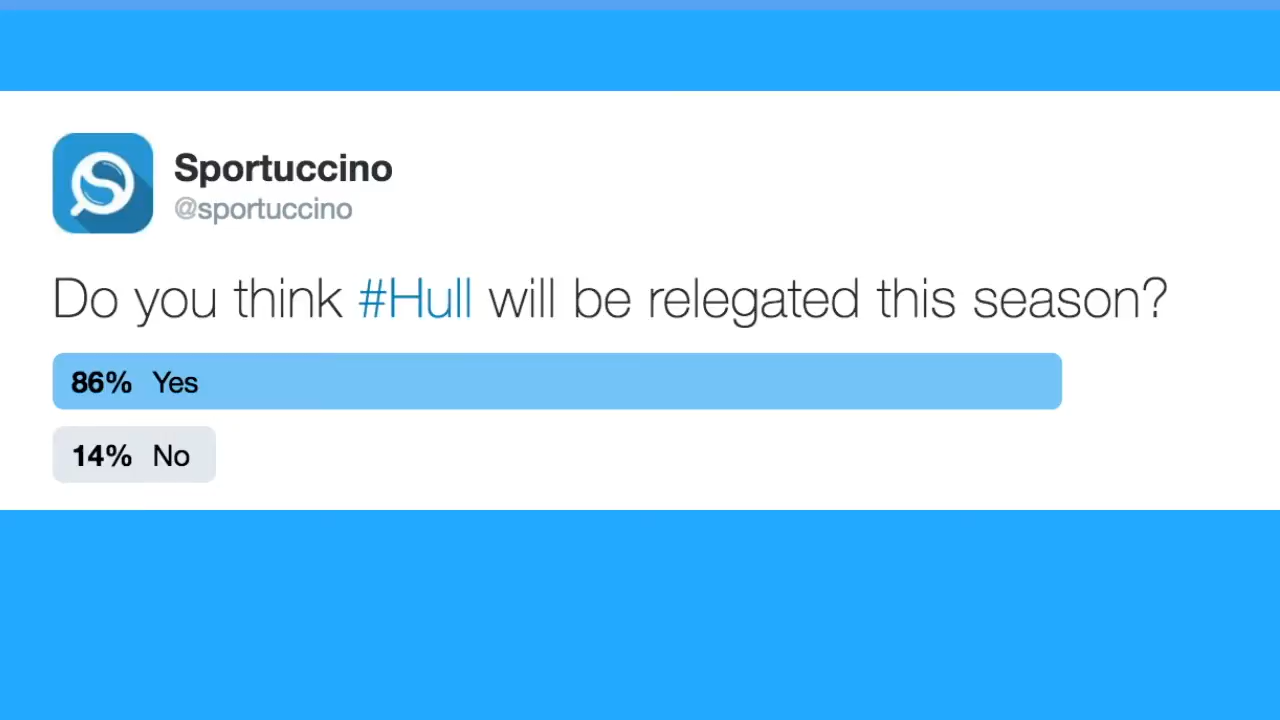 Sportuccino
@sportuccino
Do you think #Hull will be relegated this season?
86% Yes
14% No